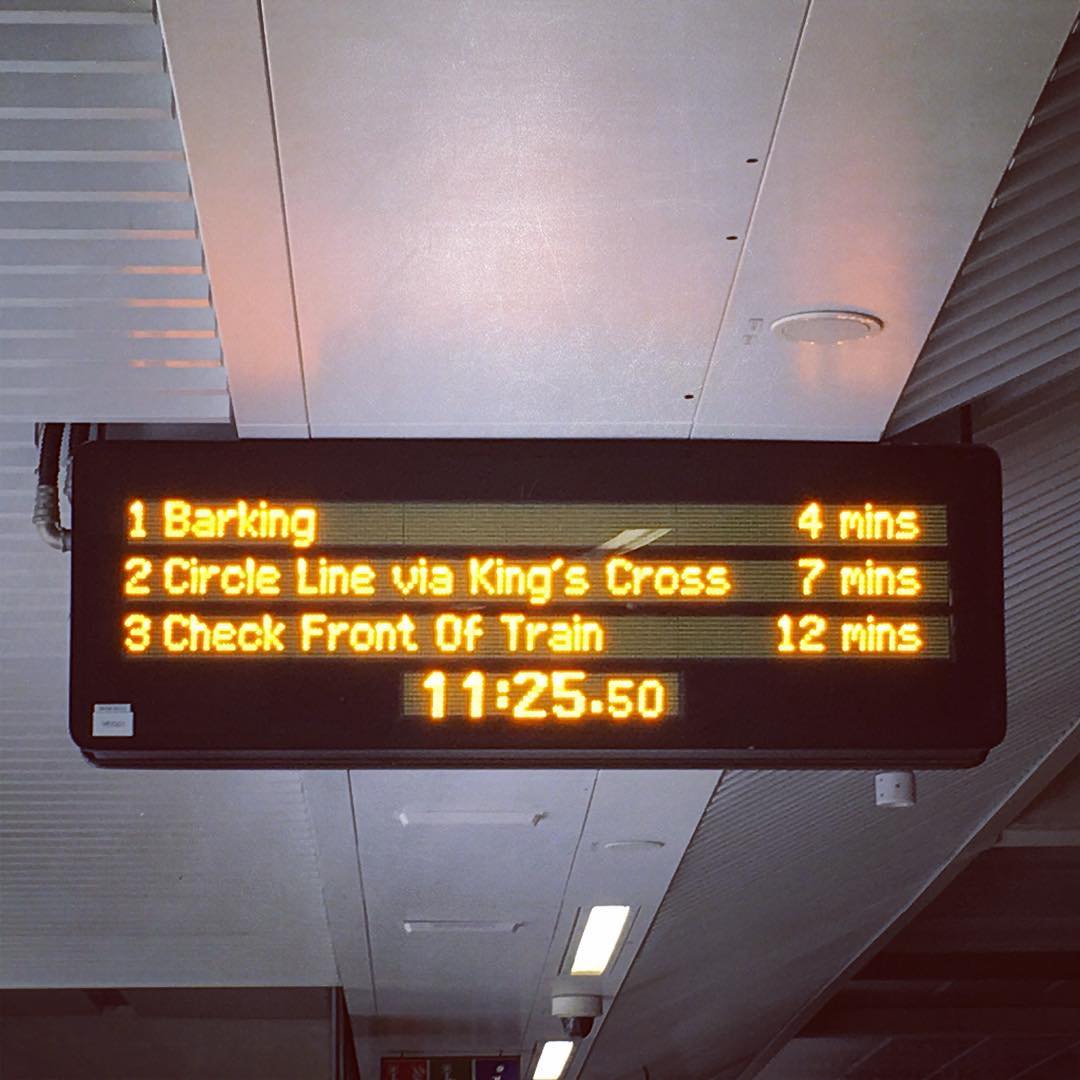 1 Barking 4 mins
2 Circle Line via King's Cross 7 mins
3 Check Front Of Train 12 mins
11:25.50